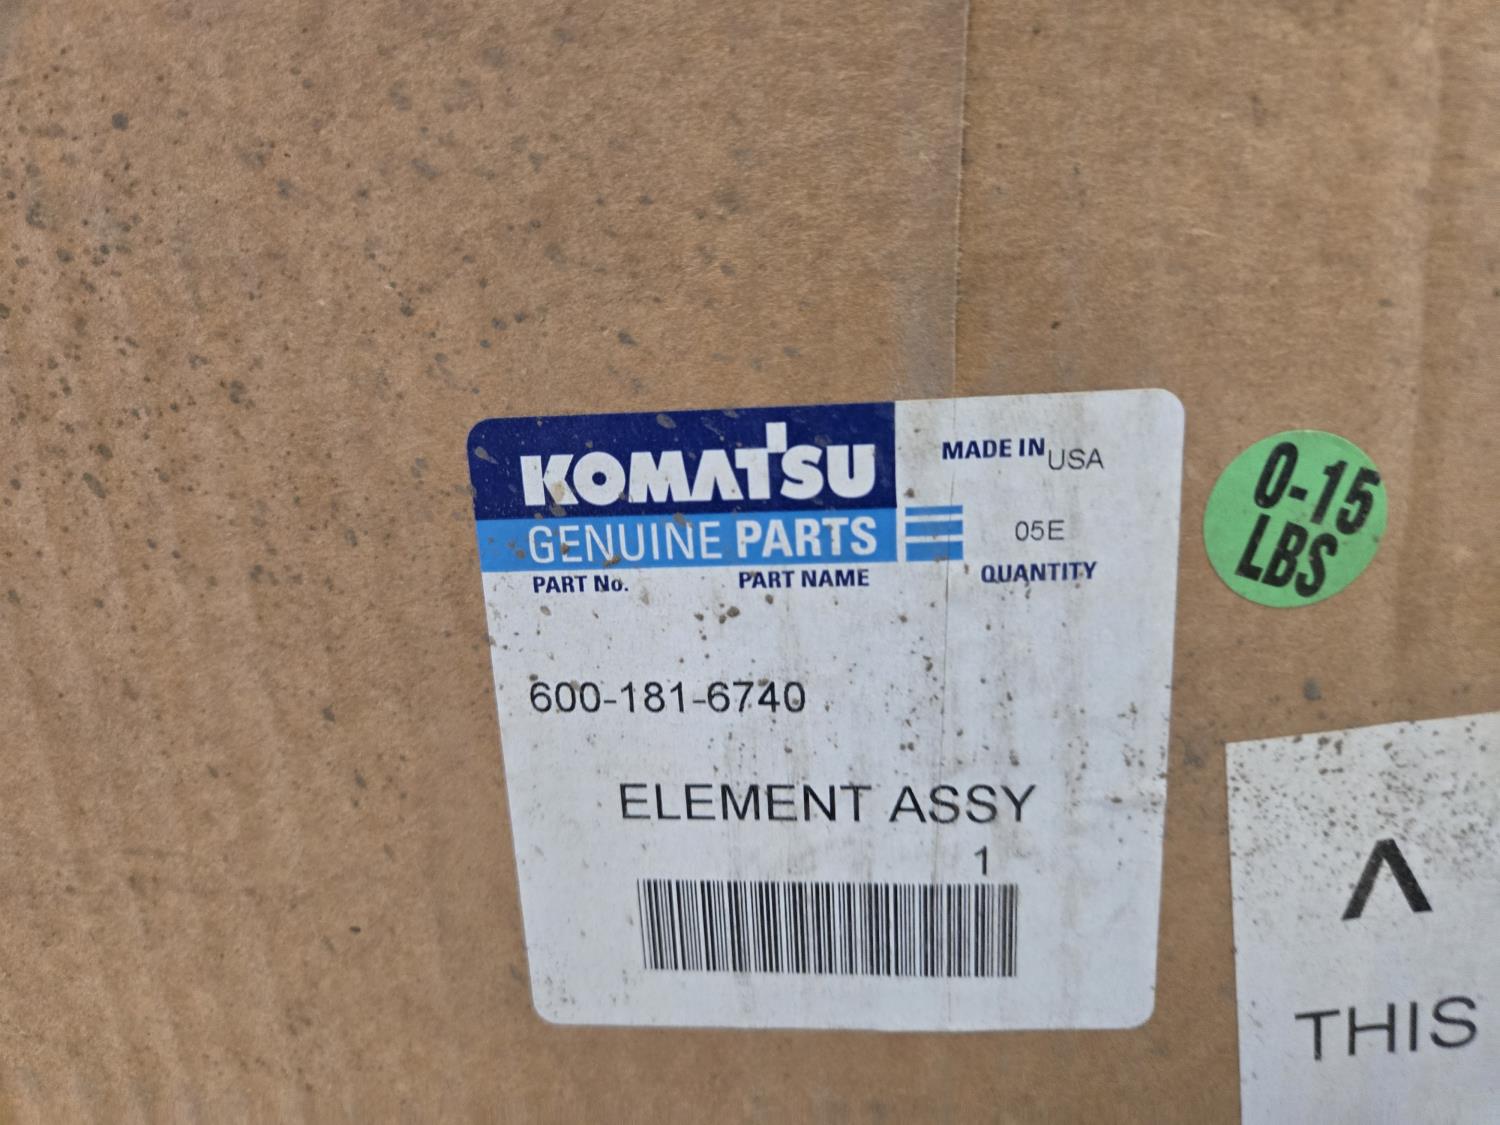 KOMATSU
GENUINE PARTS
MADE IN USA
05E
PART No.
PART NAME
QUANTITY
600-181-6740
ELEMENT ASSY
1
0-15
LBS
THIS